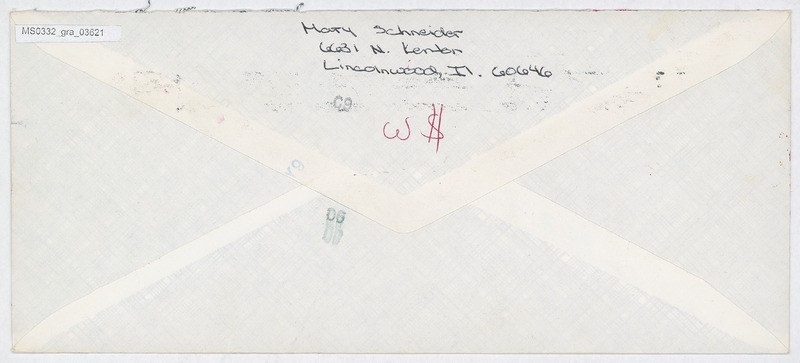 MS0332_gra_03621
Mary Schneider
6631 N. Kenton
Lincolnwood, Il. 60646
W $